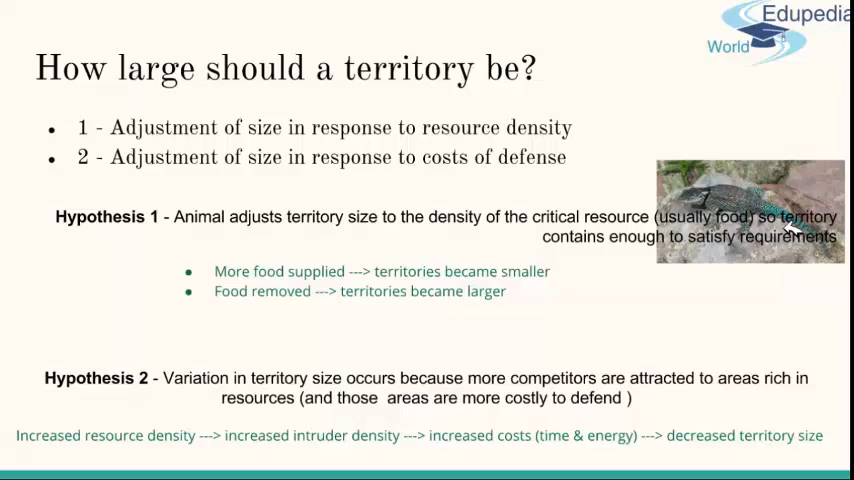 Edupedia
World
How large should a territory be?
• 1 - Adjustment of size in response to resource density
• 2 - Adjustment of size in response to costs of defense
Hypothesis 1 - Animal adjusts territory size to the density of the critical resource (usually food) so territory
contains enough to satisfy requirements
• More food supplied ---> territories became smaller
• Food removed ---> territories became larger
Hypothesis 2 - Variation in territory size occurs because more competitors are attracted to areas rich in
resources (and those areas are more costly to defend )
Increased resource density ---> increased intruder density ---> increased costs (time & energy) ---> decreased territory size